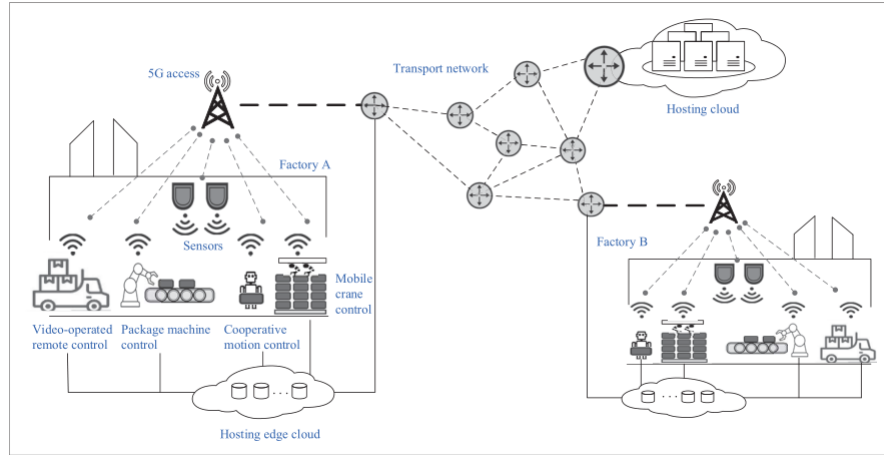 5G access
Transport network
Hosting cloud
Factory A
Sensors
Factory B
Mobile
crane
control
Video-operated
remote control
Package machine
control
Cooperative
motion control
Hosting edge cloud